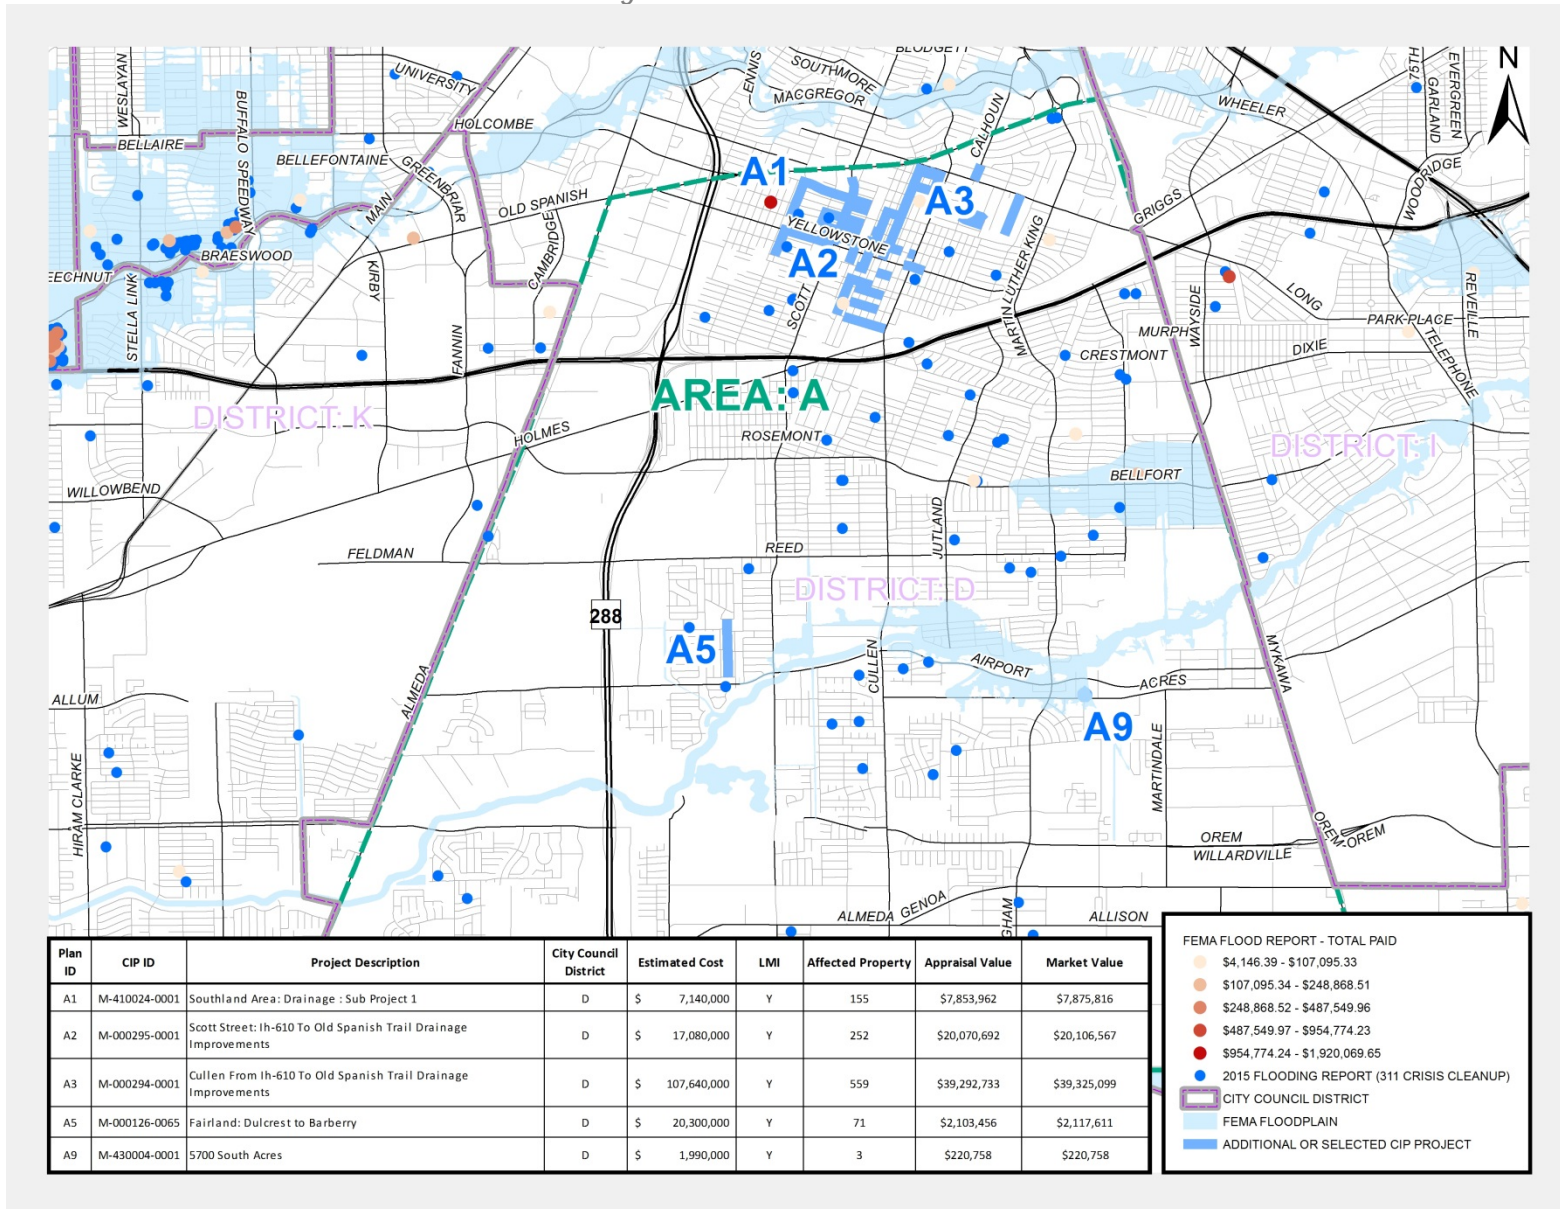 BLODGETT
UNIVERSITY
WESLAYAN
BUFFALO SPEEDWAY
HOLCOMBE
BELLAIRE
BELLEFONTAINE
GREENBRIAR
MAIN
OLD SPANISH
CAMBRIDGE
BRAESWOOD
EECHNUT
STELLA LINK
KIRBY
FANNIN
ENNIS
SOUTHMORE
MACGREGOR
CALHOUN
WHEELER
75TH
GARLAND
EVERGREEN
N
WOODRIDGE
GRIGGS
A1
A3
YELLOWSTONE
A2
SCOTT
MARTIN LUTHER KING
LONG
WAYSIDE
MURPH
PARK PLACE
REVEILLE
TELEPHONE
DIXIE
CRESTMONT
AREA: A
DISTRICT: K
HOLMES
ROSEMONT
DISTRICT: I
BELLFORT
WILLOWBEND
FELDMAN
REED
JUTLAND
DISTRICT: D
288
A5
CULLEN
AIRPORT
ACRES
MYKAWA
ALLUM
ALMEDA
A9
MARTINDALE
HIRAM CLARKE
OREM
OREM
OREM
WILLARDVILLE
ALMEDA GENOA
GHAM
ALLISON
Plan ID CIP ID Project Description City Council District Estimated Cost LMI Affected Property Appraisal Value Market Value
A1 M-410024-0001 Southland Area: Drainage : Sub Project 1 D $ 7,140,000 Y 155 $7,853,962 $7,875,816
A2 M-000295-0001 Scott Street: Ih-610 To Old Spanish Trail Drainage Improvements D $ 17,080,000 Y 252 $20,070,692 $20,106,567
A3 M-000294-0001 Cullen From Ih-610 To Old Spanish Trail Drainage Improvements D $ 107,640,000 Y 559 $39,292,733 $39,325,099
A5 M-000126-0065 Fairland: Dulcrest to Barberry D $ 20,300,000 Y 71 $2,103,456 $2,117,611
A9 M-430004-0001 5700 South Acres D $ 1,990,000 Y 3 $220,758 $220,758
FEMA FLOOD REPORT - TOTAL PAID
$4,146.39 - $107,095.33
$107,095.34 - $248,868.51
$248,868.52 - $487,549.96
$487,549.97 - $954,774.23
$954,774.24 - $1,920,069.65
2015 FLOODING REPORT (311 CRISIS CLEANUP)
CITY COUNCIL DISTRICT
FEMA FLOODPLAIN
ADDITIONAL OR SELECTED CIP PROJECT